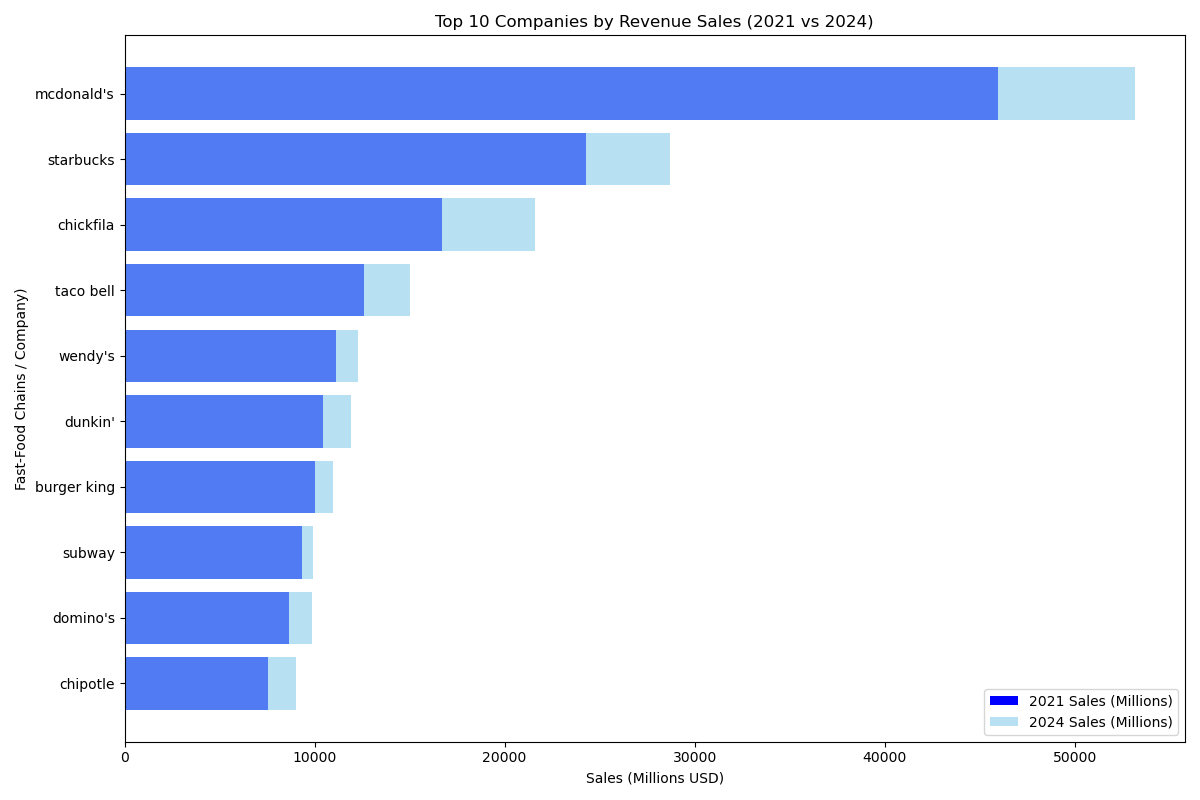 Top 10 Companies by Revenue Sales (2021 vs 2024)
Fast-Food Chains / Company)
mcdonald's
starbucks
chickfila
taco bell
wendy's
dunkin'
burger king
subway
domino's
chipotle
2021 Sales (Millions)
2024 Sales (Millions)
0 10000 20000 30000 40000 50000
Sales (Millions USD)